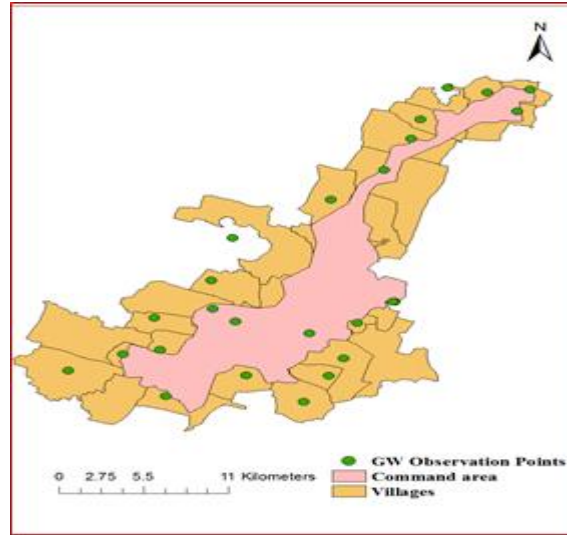 N
GW Observation Points
0 2.75 5.5 11 Kilometers
Command area
Villages